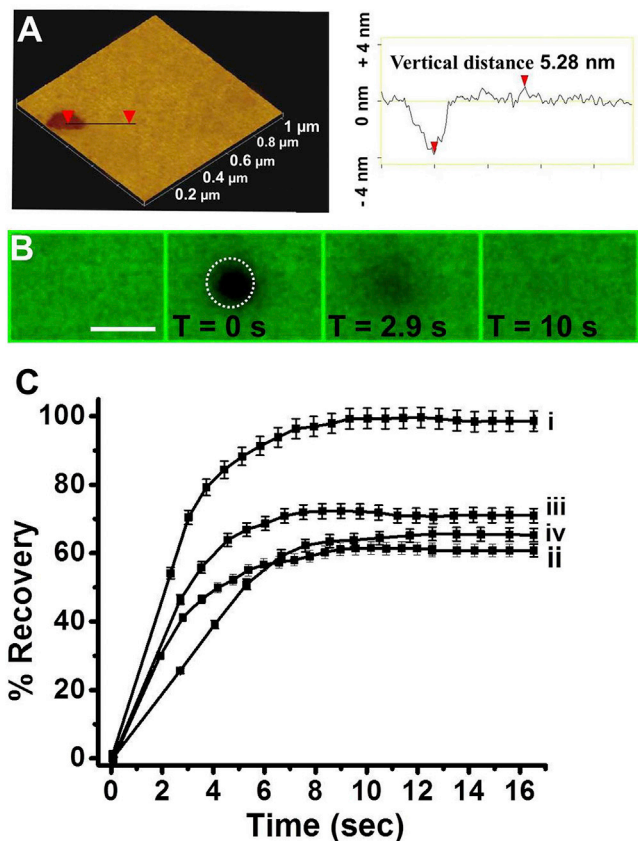 A
1 µm
0.8 µm
0.6 µm
0.4 µm
0.2 µm
+ 4 nm
0 nm
- 4 nm
Vertical distance 5.28 nm
B
T = 0 s
T = 2.9 s
T = 10 s
C
% Recovery
100
80
60
40
20
0
i
iii
iv
ii
0 2 4 6 8 10 12 14 16
Time (sec)